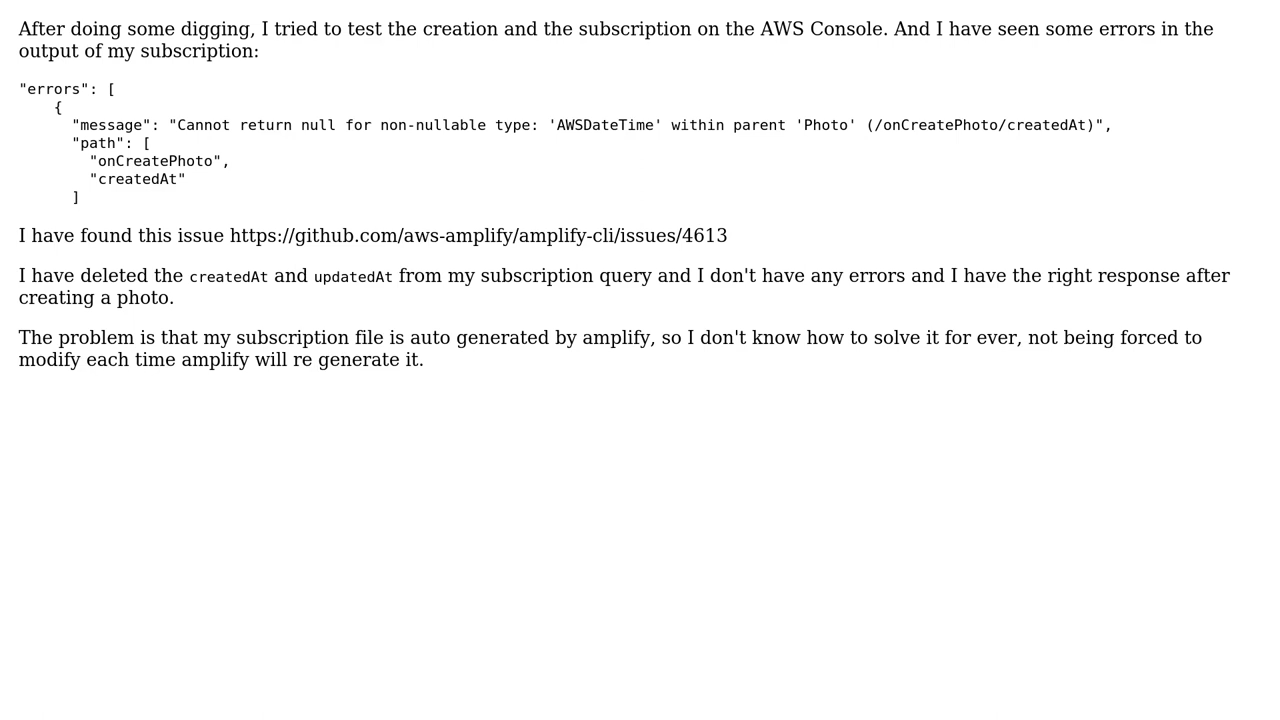 After doing some digging, I tried to test the creation and the subscription on the AWS Console. And I have seen some errors in the
output of my subscription:
"errors": [
    {
      "message": "Cannot return null for non-nullable type: 'AWSDateTime' within parent 'Photo' (/onCreatePhoto/createdAt)",
      "path": [
        "onCreatePhoto",
        "createdAt"
      ]
I have found this issue https://github.com/aws-amplify/amplify-cli/issues/4613
I have deleted the createdAt and updatedAt from my subscription query and I don't have any errors and I have the right response after
creating a photo.
The problem is that my subscription file is auto generated by amplify, so I don't know how to solve it for ever, not being forced to
modify each time amplify will re generate it.